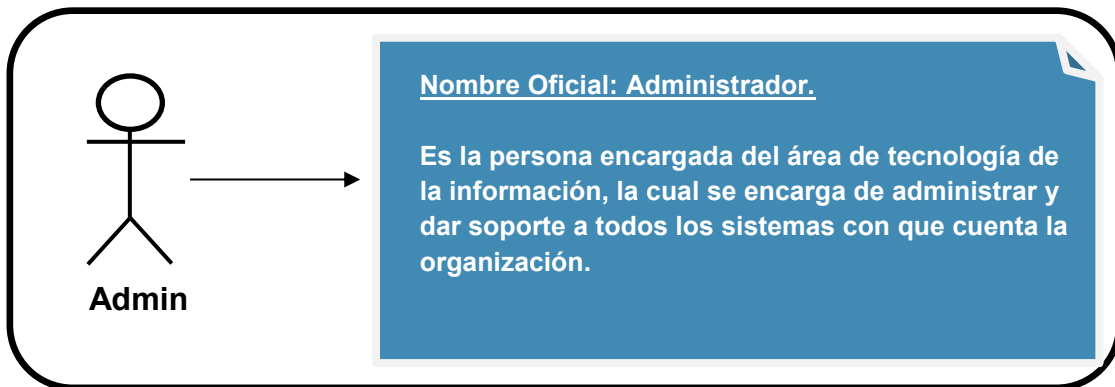 Nombre Oficial: Administrador.
Es la persona encargada del área de tecnología de
la información, la cual se encarga de administrar y
dar soporte a todos los sistemas con que cuenta la
organización.
Admin